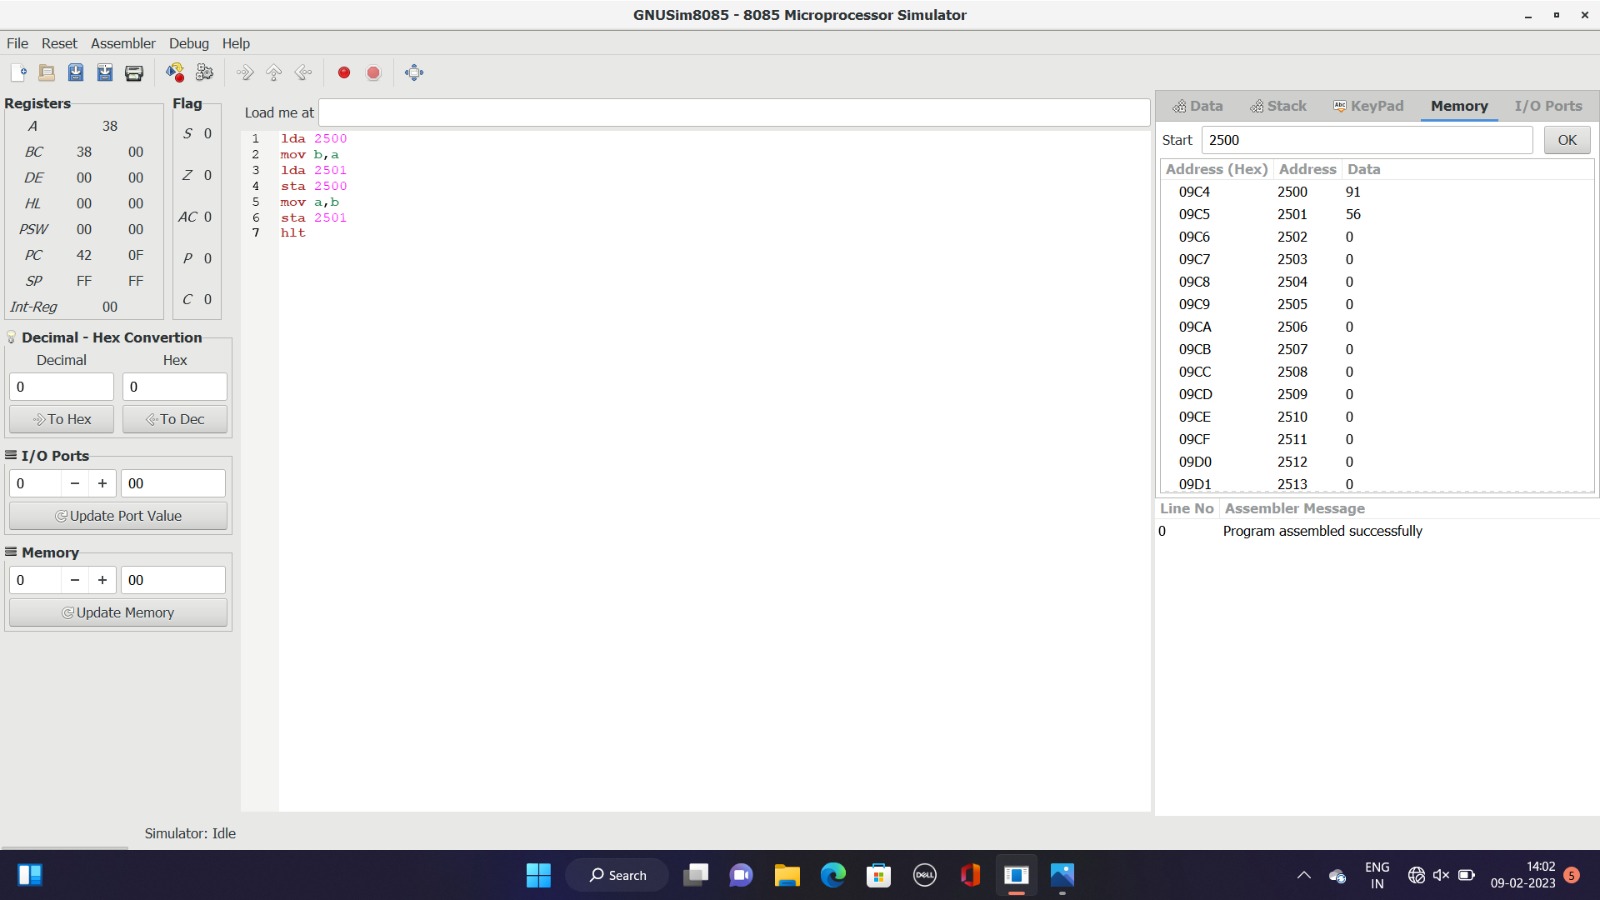 GNUSim8085 - 8085 Microprocessor Simulator
File Reset Assembler Debug Help
Registers
A 38
BC 38 00
DE 00 00
HL 00 00
PSW 00 00
PC 42 0F
SP FF FF
Int-Reg 00
Flag
S 0
Z 0
AC 0
P 0
C 0
Decimal - Hex Convertion
Decimal Hex
0 0
To Hex To Dec
I/O Ports
0 − + 00
Update Port Value
Memory
0 − + 00
Update Memory
Load me at
1 lda 2500
2 mov b,a
3 lda 2501
4 sta 2500
5 mov a,b
6 sta 2501
7 hlt
Data Stack Abc KeyPad Memory I/O Ports
Start 2500 OK
Address (Hex) Address Data
09C4 2500 91
09C5 2501 56
09C6 2502 0
09C7 2503 0
09C8 2504 0
09C9 2505 0
09CA 2506 0
09CB 2507 0
09CC 2508 0
09CD 2509 0
09CE 2510 0
09CF 2511 0
09D0 2512 0
09D1 2513 0
Line No Assembler Message
0 Program assembled successfully
Simulator: Idle
Search
DELL
ENG
IN
14:02
09-02-2023
5